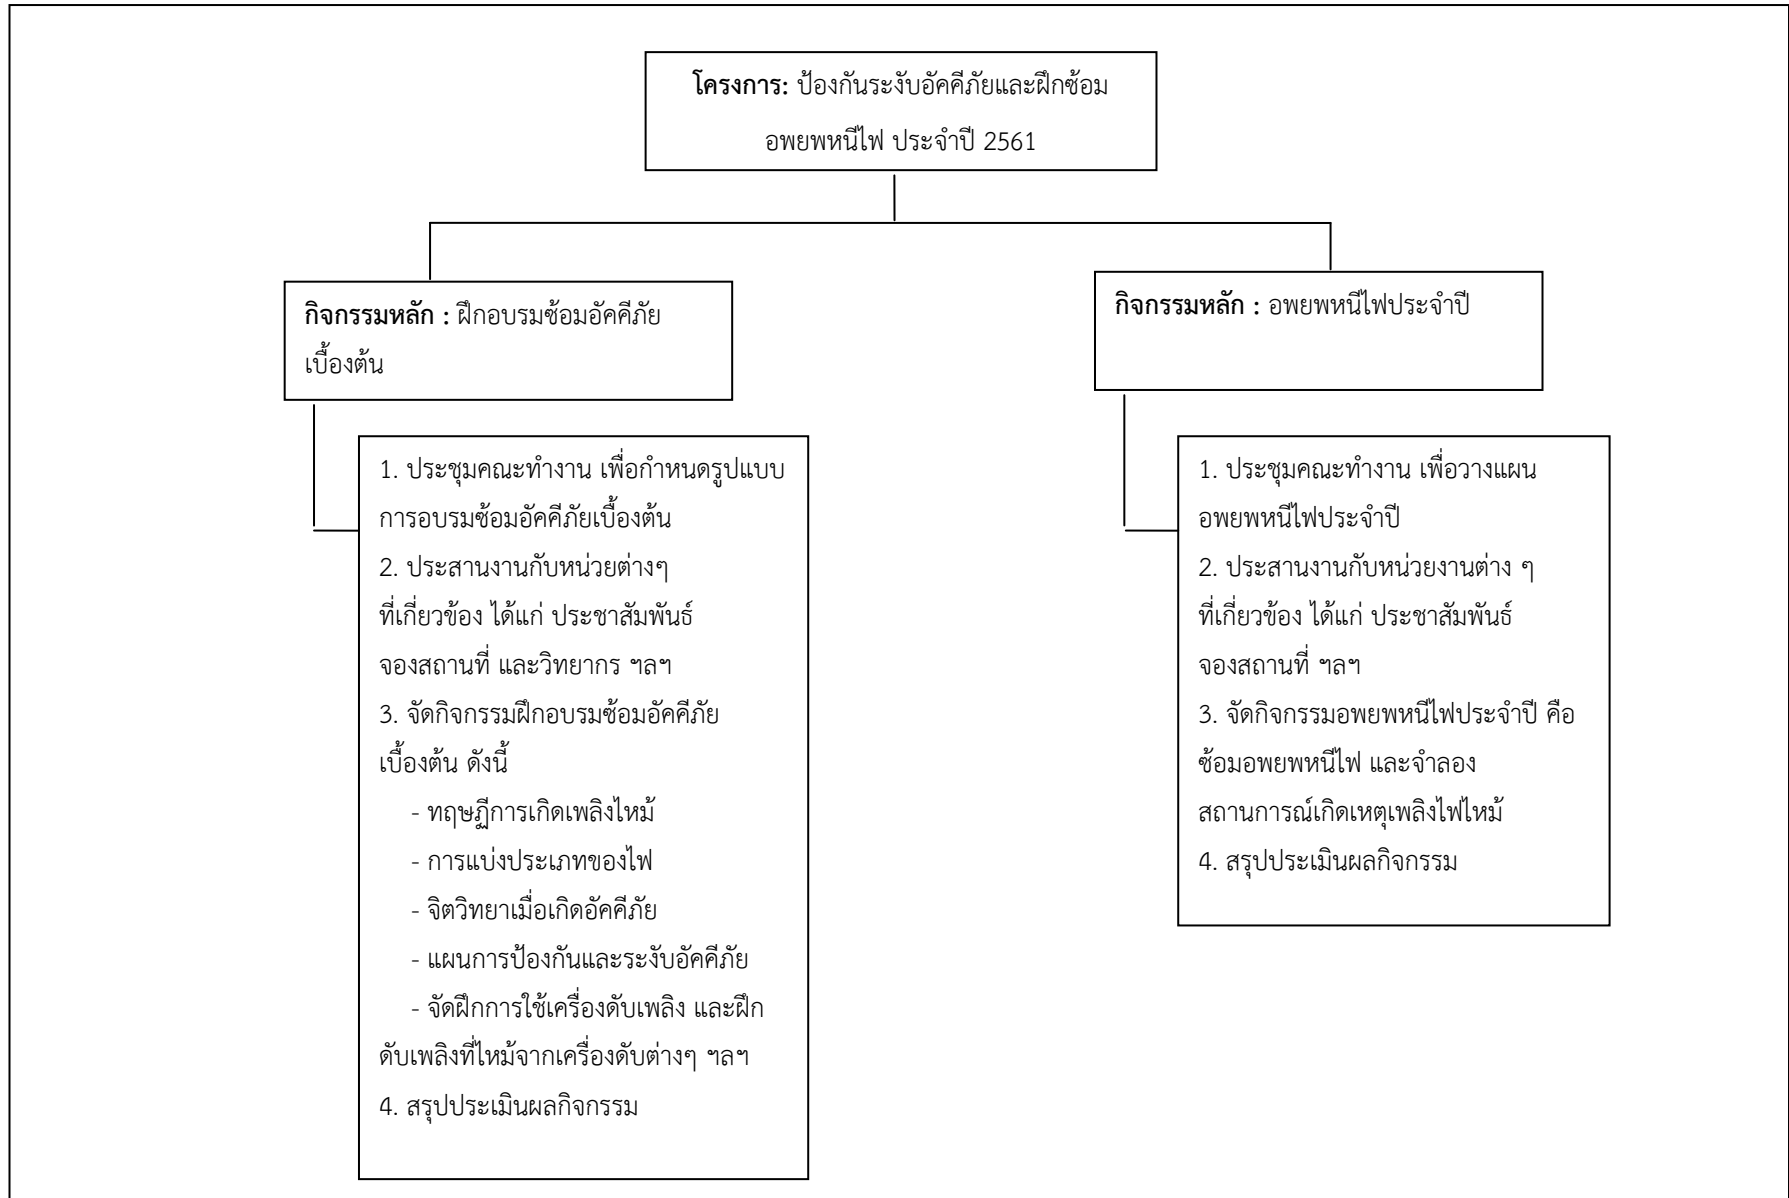 โครงการ: ป้องกันระงับอัคคีภัยและฝึกซ้อม
อพยพหนีไฟ ประจำปี 2561
กิจกรรมหลัก : ฝึกอบรมซ้อมอัคคีภัย
เบื้องต้น
1. ประชุมคณะทำงาน เพื่อกำหนดรูปแบบ
การอบรมซ้อมอัคคีภัยเบื้องต้น
2. ประสานงานกับหน่วยต่างๆ
ที่เกี่ยวข้อง ได้แก่ ประชาสัมพันธ์
จองสถานที่ และวิทยากร ฯลฯ
3. จัดกิจกรรมฝึกอบรมซ้อมอัคคีภัย
เบื้องต้น ดังนี้
- ทฤษฎีการเกิดเพลิงไหม้
- การแบ่งประเภทของไฟ
- จิตวิทยาเมื่อเกิดอัคคีภัย
- แผนการป้องกันและระงับอัคคีภัย
- จัดฝึกการใช้เครื่องดับเพลิง และฝึก
ดับเพลิงที่ไหม้จากเครื่องดับต่างๆ ฯลฯ
4. สรุปประเมินผลกิจกรรม
กิจกรรมหลัก : อพยพหนีไฟประจำปี
1. ประชุมคณะทำงาน เพื่อวางแผน
อพยพหนีไฟประจำปี
2. ประสานงานกับหน่วยงานต่าง ๆ
ที่เกี่ยวข้อง ได้แก่ ประชาสัมพันธ์
จองสถานที่ ฯลฯ
3. จัดกิจกรรมอพยพหนีไฟประจำปี คือ
ซ้อมอพยพหนีไฟ และจำลอง
สถานการณ์เกิดเหตุเพลิงไฟไหม้
4. สรุปประเมินผลกิจกรรม